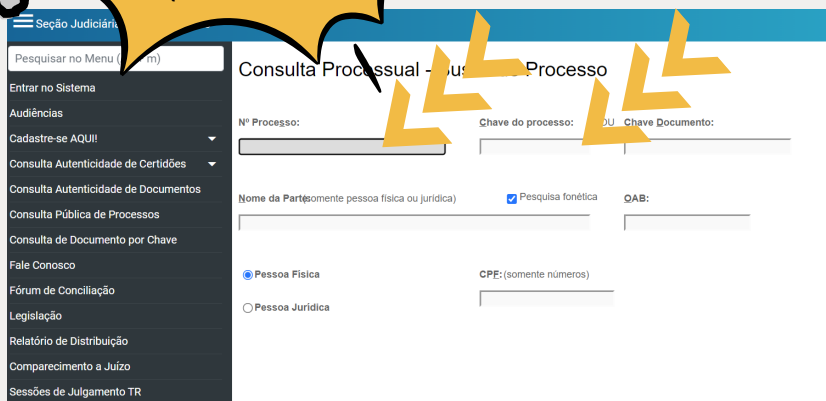 Seção Judiciári
Pesquisar no Menu ( m)
Entrar no Sistema
Audiências
Cadastre-se AQUI!
Consulta Autenticidade de Certidões
Consulta Autenticidade de Documentos
Consulta Pública de Processos
Consulta de Documento por Chave
Fale Conosco
Fórum de Conciliação
Legislação
Relatório de Distribuição
Comparecimento a Juízo
Sessões de Julgamento TR
Consulta Processual - Processo
Nº Processo:
Chave do processo: OU Chave Documento:
Nome da Parte(somente pessoa física ou jurídica)
Pesquisa fonética
OAB:
Pessoa Física
CPF: (somente números)
Pessoa Jurídica